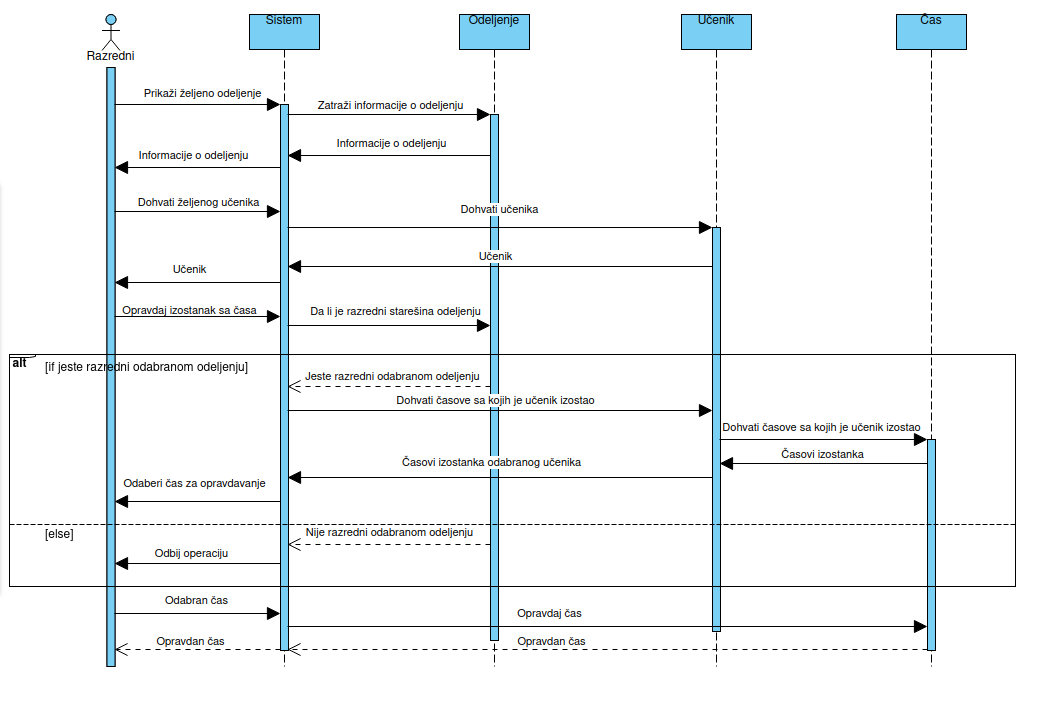 Sistem
Odeljenje
Učenik
Čas
Razredni
Prikaži željeno odeljenje
Zatraži informacije o odeljenju
Informacije o odeljenju
Informacije o odeljenju
Dohvati željenog učenika
Dohvati učenika
Učenik
Učenik
Opravdaj izostanak sa časa
Da li je razredni starešina odeljenju
alt
[if jeste razredni odabranom odeljenju]
Jeste razredni odabranom odeljenju
Dohvati časove sa kojih je učenik izostao
Dohvati časove sa kojih je učenik izostao
Časovi izostanka
Časovi izostanka odabranog učenika
Odaberi čas za opravdavanje
[else]
Nije razredni odabranom odeljenju
Odbij operaciju
Odabran čas
Opravdaj čas
Opravdan čas
Opravdan čas